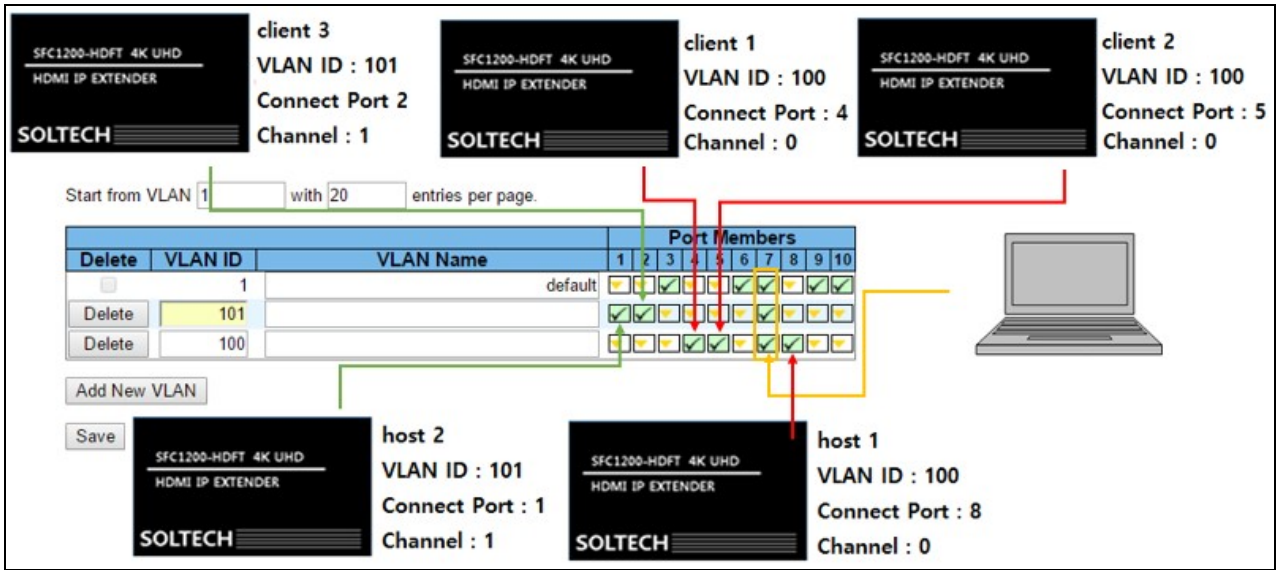 SFC1200-HDFT 4K UHD
HDMI IP EXTENDER
SOLTECH
client 3
VLAN ID : 101
Connect Port 2
Channel : 1
SFC1200-HDFT 4K UHD
HDMI IP EXTENDER
SOLTECH
client 1
VLAN ID : 100
Connect Port : 4
Channel : 0
SFC1200-HDFT 4K UHD
HDMI IP EXTENDER
SOLTECH
client 2
VLAN ID : 100
Connect Port : 5
Channel : 0
Start from VLAN 1 with 20 entries per page.
Port Members
Delete VLAN ID VLAN Name 1 2 3 4 5 6 7 8 9 10
1 default
Delete 101
Delete 100
Add New VLAN
Save
SFC1200-HDFT 4K UHD
HDMI IP EXTENDER
SOLTECH
host 2
VLAN ID : 101
Connect Port : 1
Channel : 1
SFC1200-HDFT 4K UHD
HDMI IP EXTENDER
SOLTECH
host 1
VLAN ID : 100
Connect Port : 8
Channel : 0